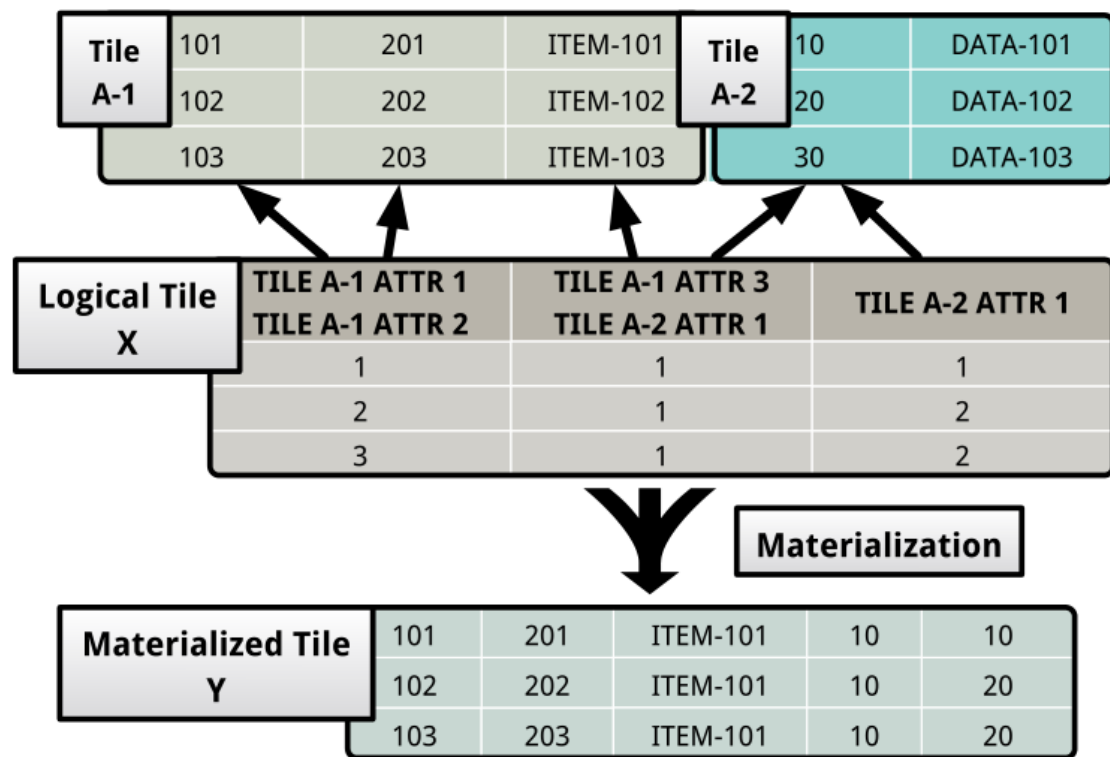 Tile
A-1
101 201 ITEM-101
102 202 ITEM-102
103 203 ITEM-103
Tile
A-2
10 DATA-101
20 DATA-102
30 DATA-103
Logical Tile
X
TILE A-1 ATTR 1
TILE A-1 ATTR 2
TILE A-1 ATTR 3
TILE A-2 ATTR 1
TILE A-2 ATTR 1
1 1 1
2 1 2
3 1 2
Materialization
Materialized Tile
Y
101 201 ITEM-101 10 10
102 202 ITEM-101 10 20
103 203 ITEM-101 10 20